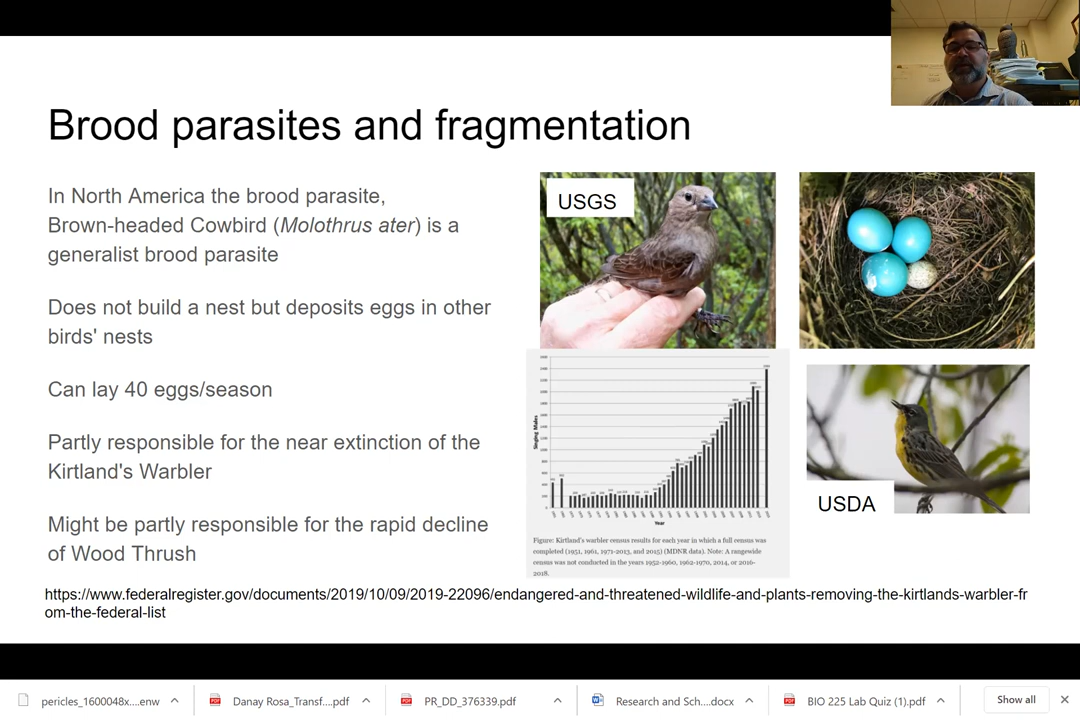 Brood parasites and fragmentation
In North America the brood parasite,
Brown-headed Cowbird (Molothrus ater) is a
generalist brood parasite
Does not build a nest but deposits eggs in other
birds' nests
Can lay 40 eggs/season
Partly responsible for the near extinction of the
Kirtland's Warbler
Might be partly responsible for the rapid decline
of Wood Thrush
USGS
Singing Males
Year
Figure: Kirtland's warbler census results for each year in which a full census was
completed (1951, 1961, 1971-2013, and 2015) (MDNR data). Note: A rangewide
census was not conducted in the years 1952-1960, 1962-1970, 2014, or 2016-
2018.
USDA
https://www.federalregister.gov/documents/2019/10/09/2019-22096/endangered-and-threatened-wildlife-and-plants-removing-the-kirtlands-warbler-fr
om-the-federal-list
pericles_1600048x....enw
Danay Rosa_Transf....pdf
PR_DD_376339.pdf
Research and Sch....docx
BIO 225 Lab Quiz (1).pdf
Show all